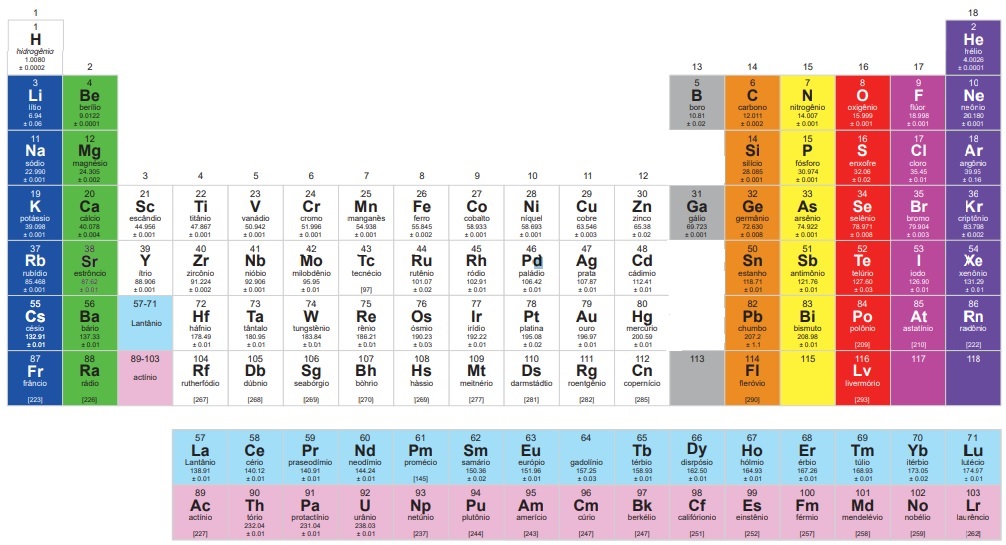 1 18
1 2
H He
hidrogênio hélio
1.0080 4.0026
± 0.0002 ± 0.0001
2 13 14 15 16 17
3 4 5 6 7 8 9 10
Li Be B C N O F Ne
lítio berílio boro carbono nitrogênio oxigênio flúor neônio
6.94 9.0122 10.81 12.011 14.007 15.999 18.998 20.180
± 0.06 ± 0.0001 ± 0.02 ± 0.002 ± 0.001 ± 0.001 ± 0.001 ± 0.001
11 12 14 15 16 17 18
Na Mg Si P S Cl Ar
sódio magnésio silício fósforo enxofre cloro argônio
22.990 24.305 28.085 30.974 32.06 35.45 39.95
± 0.001 ± 0.002 ± 0.001 ± 0.001 ± 0.02 ± 0.01 ± 0.16
3 4 5 6 7 8 9 10 11 12
19 20 21 22 23 24 25 26 27 28 29 30 31 32 33 34 35 36
K Ca Sc Ti V Cr Mn Fe Co Ni Cu Zn Ga Ge As Se Br Kr
potássio cálcio escândio titânio vanádio cromo manganês ferro cobalto níquel cobre zinco gálio germânio arsênio selênio bromo criptônio
39.098 40.078 44.956 47.867 50.942 51.996 54.938 55.845 58.933 58.693 63.546 65.38 69.723 72.630 74.922 78.971 79.904 83.798
± 0.001 ± 0.004 ± 0.001 ± 0.001 ± 0.001 ± 0.001 ± 0.001 ± 0.002 ± 0.001 ± 0.001 ± 0.003 ± 0.02 ± 0.001 ± 0.008 ± 0.001 ± 0.008 ± 0.003 ± 0.002
37 38 39 40 41 42 43 44 45 46 47 48 50 51 52 53 54
Rb Sr Y Zr Nb Mo Tc Ru Rh Pd Ag Cd Sn Sb Te I Xe
rubídio estrôncio ítrio zircônio nióbio milobdênio tecnécio rutênio ródio paládio prata cádimio estanho antimônio telúrio iodo xenônio
85.468 87.62 88.906 91.224 92.906 95.95 [97] 101.07 102.91 106.42 107.87 112.41 118.71 121.76 127.60 126.90 131.29
± 0.001 ± 0.01 ± 0.001 ± 0.002 ± 0.001 ± 0.01 ± 0.02 ± 0.01 ± 0.01 ± 0.01 ± 0.01 ± 0.01 ± 0.01 ± 0.03 ± 0.01 ± 0.01
55 56 57-71 72 73 74 75 76 77 78 79 80 82 83 84 85 86
Cs Ba Lantânio Hf Ta W Re Os Ir Pt Au Hg Pb Bi Po At Rn
césio bário háfnio tântalo tungstênio rênio ósmio irídio platina ouro mercúrio chumbo bismuto polônio astatínio radônio
132.91 137.33 178.49 180.95 183.84 186.21 190.23 192.22 195.08 196.97 200.59 207.2 208.98 [209] [210] [222]
± 0.01 ± 0.01 ± 0.01 ± 0.01 ± 0.01 ± 0.01 ± 0.03 ± 0.01 ± 0.02 ± 0.01 ± 0.01 ± 1.1 ± 0.01
87 88 89-103 104 105 106 107 108 109 110 111 112 113 114 115 116 117 118
Fr Ra actínio Rf Db Sg Bh Hs Mt Ds Rg Cn Fl Lv
frâncio rádio rutherfódio dúbnio seabórgio bóhrio hássio meitnério darmstádtio roentgênio copernício fleróvio livermório
[223] [226] [267] [268] [269] [270] [269] [277] [281] [282] [285] [290] [293]
57 58 59 60 61 62 63 64 65 66 67 68 69 70 71
La Ce Pr Nd Pm Sm Eu Tb Dy Ho Er Tm Yb Lu
Lantânio cério praseodímio neodímio promécio samário európio gadolínio térbio disrpósio hólmio érbio túlio itérbio lutécio
138.91 140.12 140.91 144.24 [145] 150.36 151.96 157.25 158.93 162.50 164.93 167.26 168.93 173.05 174.97
± 0.01 ± 0.01 ± 0.01 ± 0.01 ± 0.02 ± 0.01 ± 0.03 ± 0.01 ± 0.01 ± 0.01 ± 0.01 ± 0.01 ± 0.02 ± 0.01
89 90 91 92 93 94 95 96 97 98 99 100 101 102 103
Ac Th Pa U Np Pu Am Cm Bk Cf Es Fm Md No Lr
actínio tório protactínio urânio netúnio plutônio amerício cúrio berkélio califórionio einstênio férmio mendelévio nobélio laurêncio
[227] 232.04 231.04 238.03 [237] [244] [243] [247] [247] [251] [252] [257] [258] [259] [262]
± 0.01 ± 0.01 ± 0.01